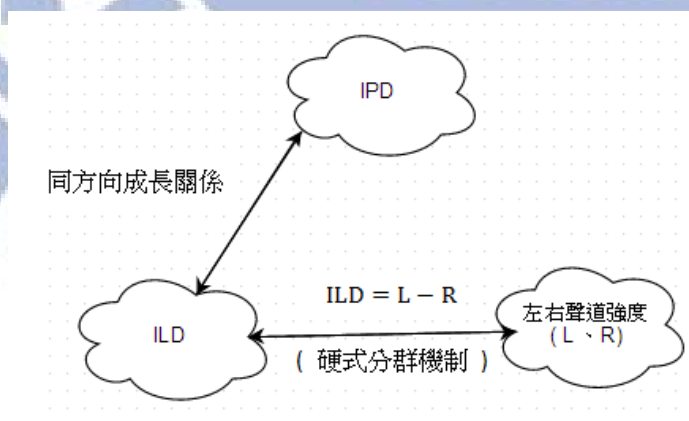 IPD
同方向成長關係
ILD = L − R
左右聲道強度
( L 、R)
ILD
( 硬式分群機制 )